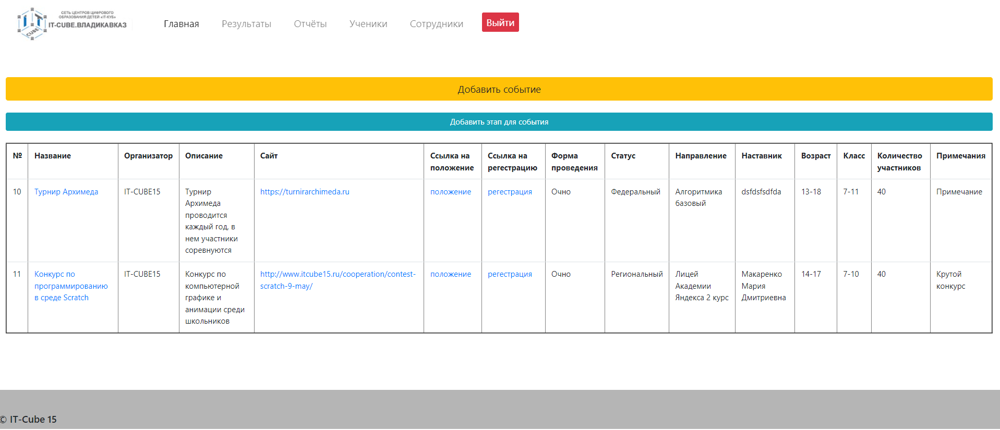 СЕТЬ ЦЕНТРОВ ЦИФРОВОГО
ОБРАЗОВАНИЯ ДЕТЕЙ «IT-КУБ»
IT-CUBE.ВЛАДИКАВКАЗ
CUBE
Главная Результаты Отчёты Ученики Сотрудники Выйти
Добавить событие
Добавить этап для события
№ Название Организатор Описание Сайт Ссылка на положение Ссылка на регестрацию Форма проведения Статус Направление Наставник Возраст Класс Количество участников Примечания
10 Турнир Архимеда IT-CUBE15 Турнир Архимеда проводится каждый год, в нем участники соревнуются https://turnirarchimeda.ru положение регестрация Очно Федеральный Алгоритмика базовый dsfdsfsdfda 13-18 7-11 40 Примечание
11 Конкурс по программированию в среде Scratch IT-CUBE15 Конкурс по компьютерной графике и анимации среди школьников http://www.itcube15.ru/cooperation/contest-scratch-9-may/ положение регестрация Очно Региональный Лицей Академии Яндекса 2 курс Макаренко Мария Дмитриевна 14-17 7-10 40 Крутой конкурс
© IT-Cube 15